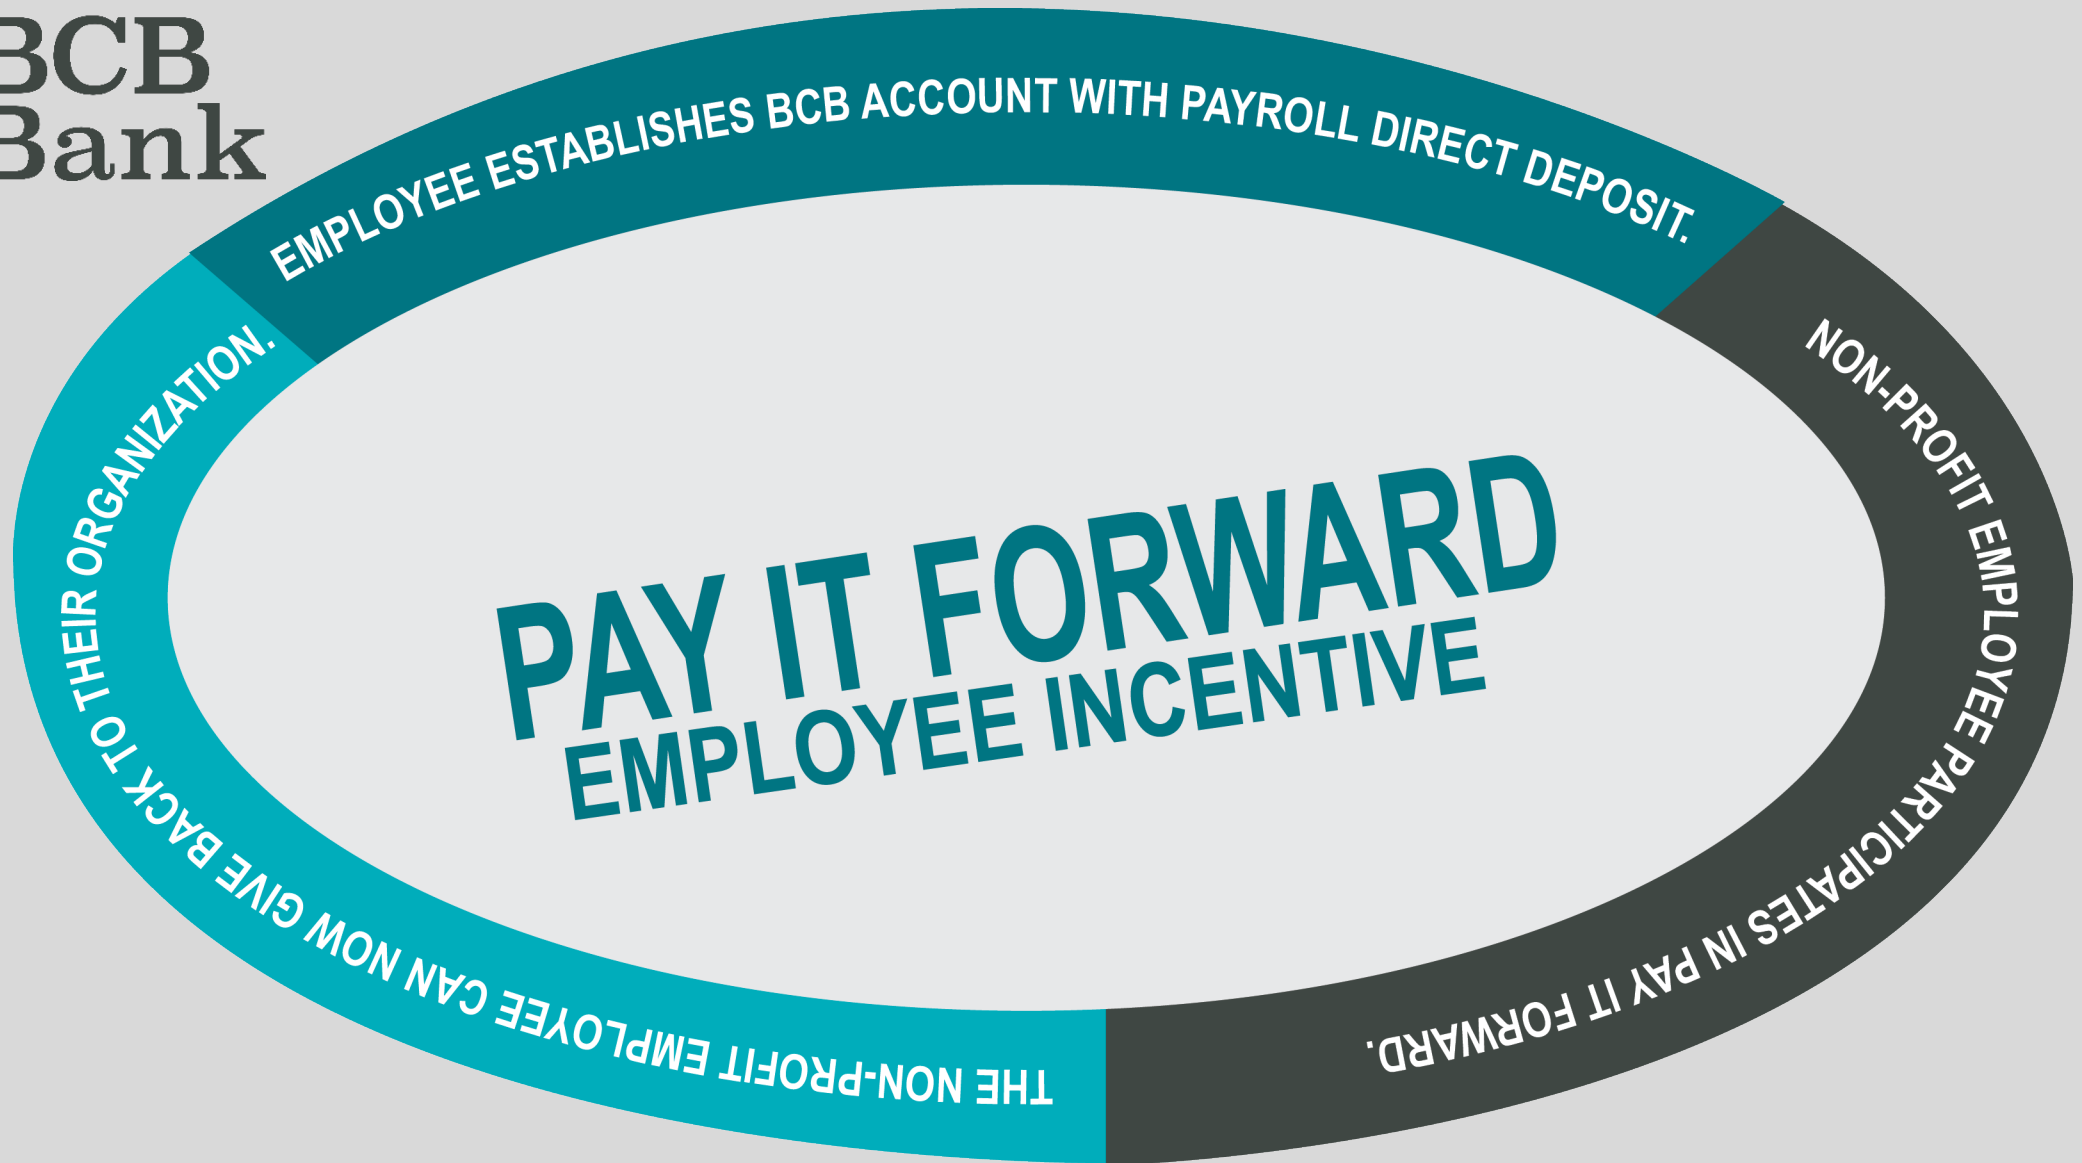 BCB
Bank
EMPLOYEE ESTABLISHES BCB ACCOUNT WITH PAYROLL DIRECT DEPOSIT.
NON-PROFIT EMPLOYEE PARTICIPATES IN PAY IT FORWARD.
THE NON-PROFIT EMPLOYEE CAN NOW GIVE BACK TO THEIR ORGANIZATION.
PAY IT FORWARD
EMPLOYEE INCENTIVE